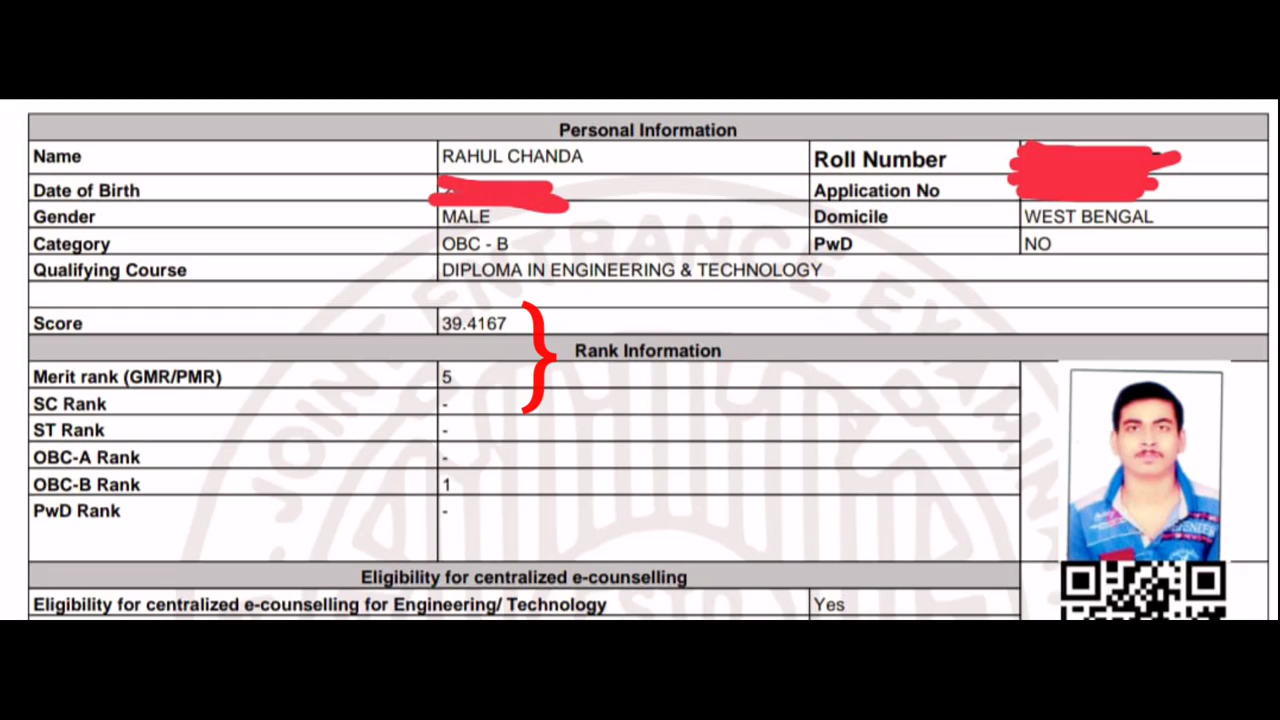 Personal Information
Name RAHUL CHANDA Roll Number
Date of Birth Application No
Gender MALE Domicile WEST BENGAL
Category OBC - B PwD NO
Qualifying Course DIPLOMA IN ENGINEERING & TECHNOLOGY
Score 39.4167
Rank Information
Merit rank (GMR/PMR) 5
SC Rank -
ST Rank -
OBC-A Rank -
OBC-B Rank 1
PwD Rank -
Eligibility for centralized e-counselling
Eligibility for centralized e-counselling for Engineering/ Technology Yes
JOINT ENTRANCE EXAMIN